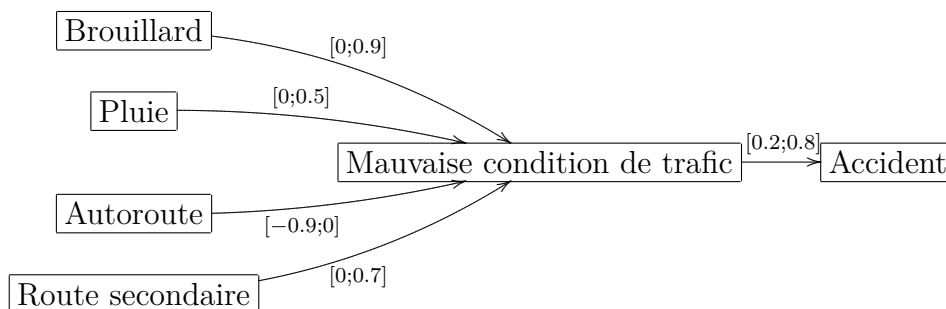 Brouillard
[0;0.9]
Pluie
[0;0.5]
Mauvaise condition de trafic
[0.2;0.8]
Accident
Autoroute
[−0.9;0]
Route secondaire
[0;0.7]